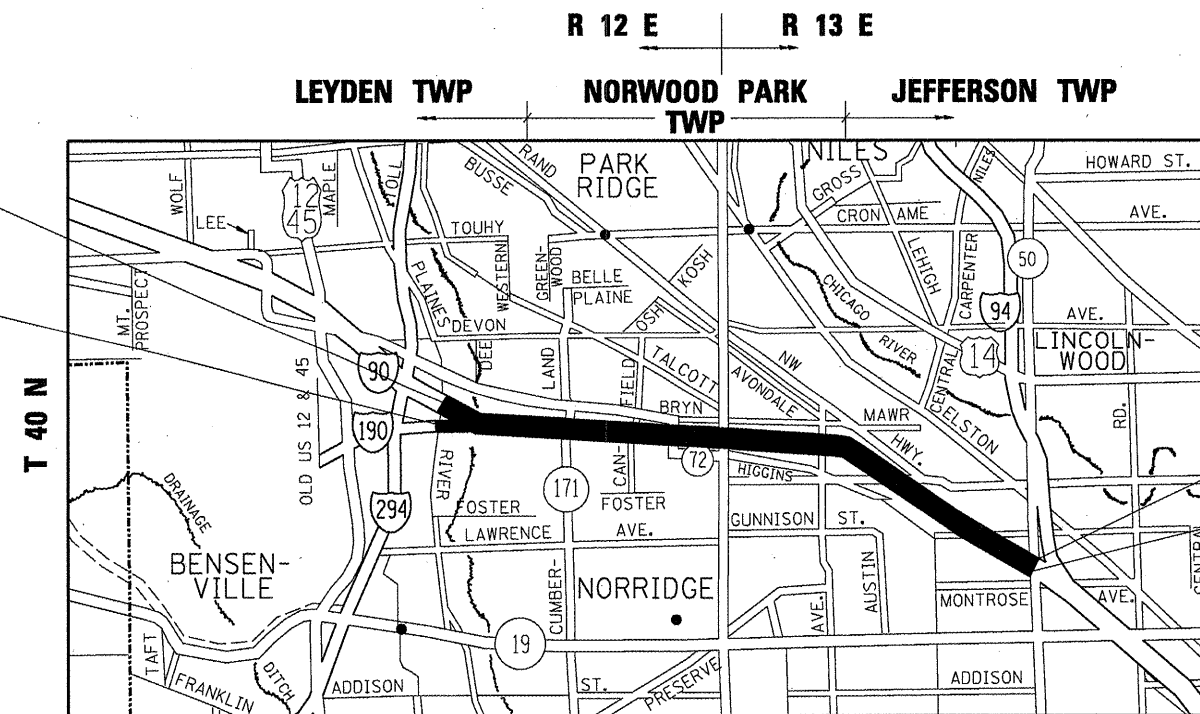 R 12 E
R 13 E
LEYDEN TWP
NORWOOD PARK
TWP
JEFFERSON TWP
T 40 N
WOLF
12
45
MAPLE
TOLL
BUSSE
RAND
PARK
RIDGE
NILES
GROSS
NILES
HOWARD ST.
LEE
TOUHY
CRON AME
AVE.
WESTERN
GREEN-
WOOD
KOSH
OSH
LEHIGH
CARPENTER
50
MT.
PROSPECT
PLAINES
DES
BELLE
PLAINE
CHICAGO
RIVER
94
AVE.
DEVON
LINCOLN-
WOOD
14
90
OLD US 12 & 45
LAND
FIELD
TALCOTT
NW
AVONDALE
CENTRAL
RD.
BRYN
MAWR
HWY.
ELSTON
190
72
HIGGINS
DRAINAGE
RIVER
171
CAN-
FOSTER
FOSTER
294
LAWRENCE
AVE.
GUNNISON ST.
BENSEN-
VILLE
CUMBER-
NORRIDGE
AVE.
AUSTIN
MONTROSE
AVE.
CENTRAL
19
TAFT
FRANKLIN
DITCH
ADDISON
ST.
PRESERVE
ADDISON